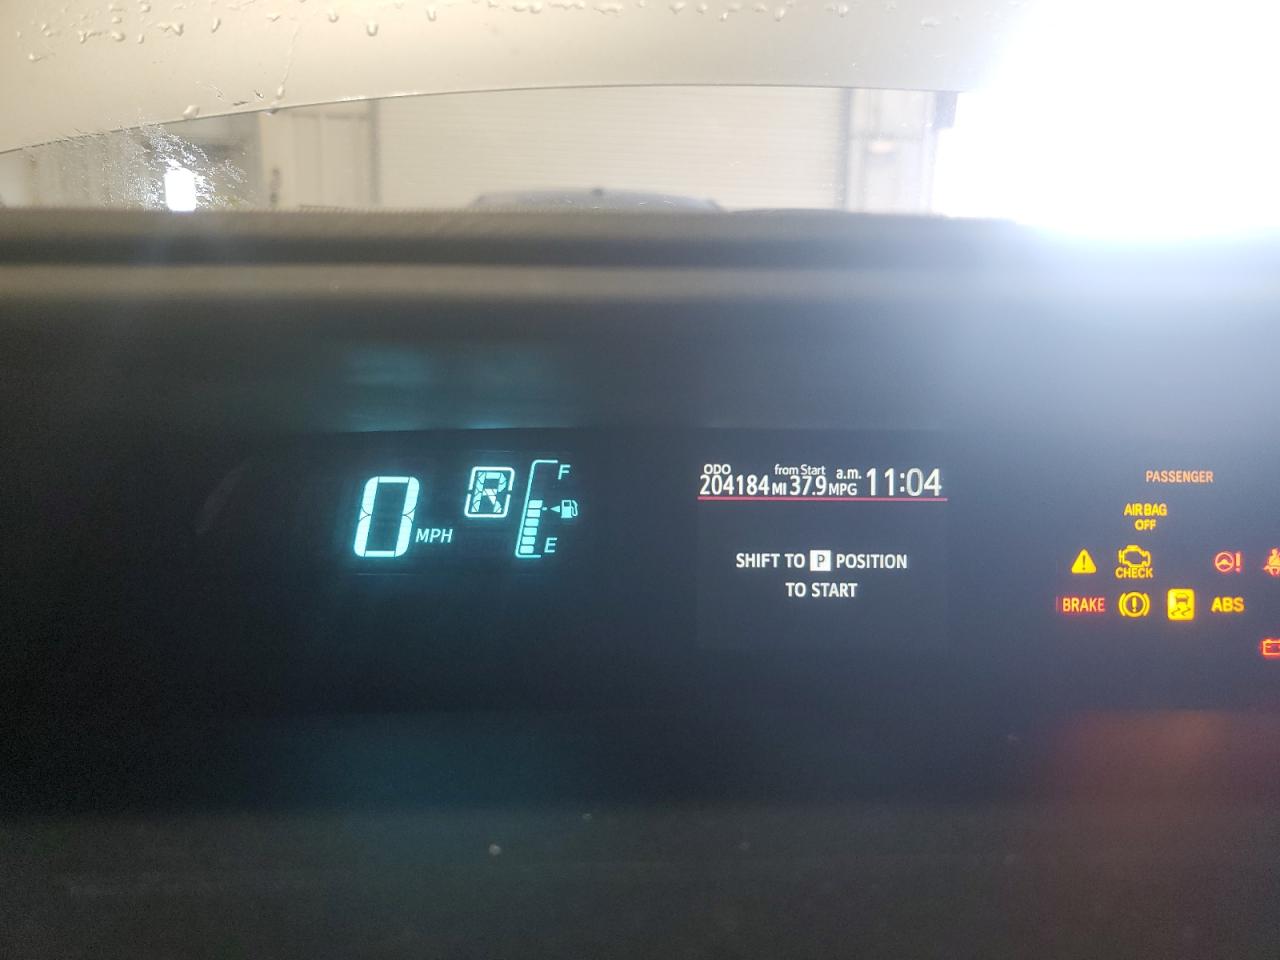 0 MPH
R
F
E
ODO from Start a.m.
204184 MI 37.9 MPG 11:04
SHIFT TO P POSITION
TO START
PASSENGER
AIR BAG
OFF
CHECK
BRAKE
ABS